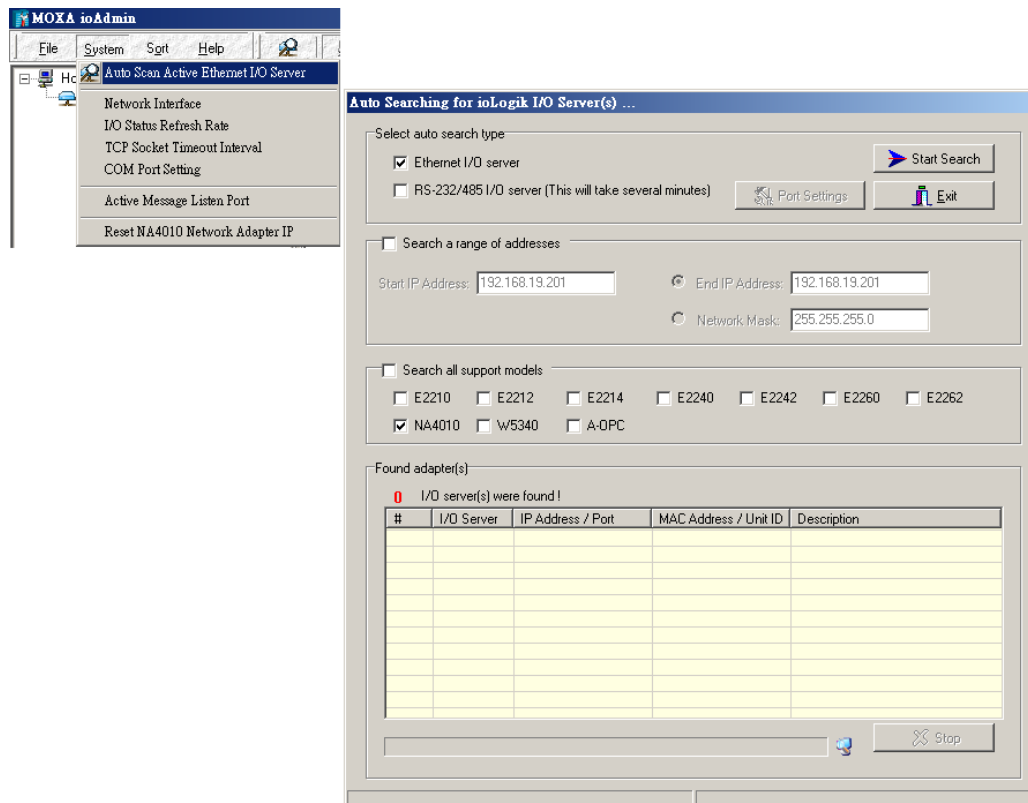 MOXA ioAdmin
File System Sort Help
Auto Scan Active Ethernet I/O Server
Network Interface
I/O Status Refresh Rate
TCP Socket Timeout Interval
COM Port Setting
Active Message Listen Port
Reset NA4010 Network Adapter IP
Auto Searching for ioLogik I/O Server(s) ...
Select auto search type
Ethernet I/O server
Start Search
RS-232/485 I/O server (This will take several minutes)
Port Settings
Exit
Search a range of addresses
Start IP Address: 192.168.19.201
End IP Address: 192.168.19.201
Network Mask: 255.255.255.0
Search all support models
E2210 E2212 E2214 E2240 E2242 E2260 E2262
NA4010 W5340 A-OPC
Found adapter(s)
0 I/O server(s) were found !
# I/O Server IP Address / Port MAC Address / Unit ID Description
Stop